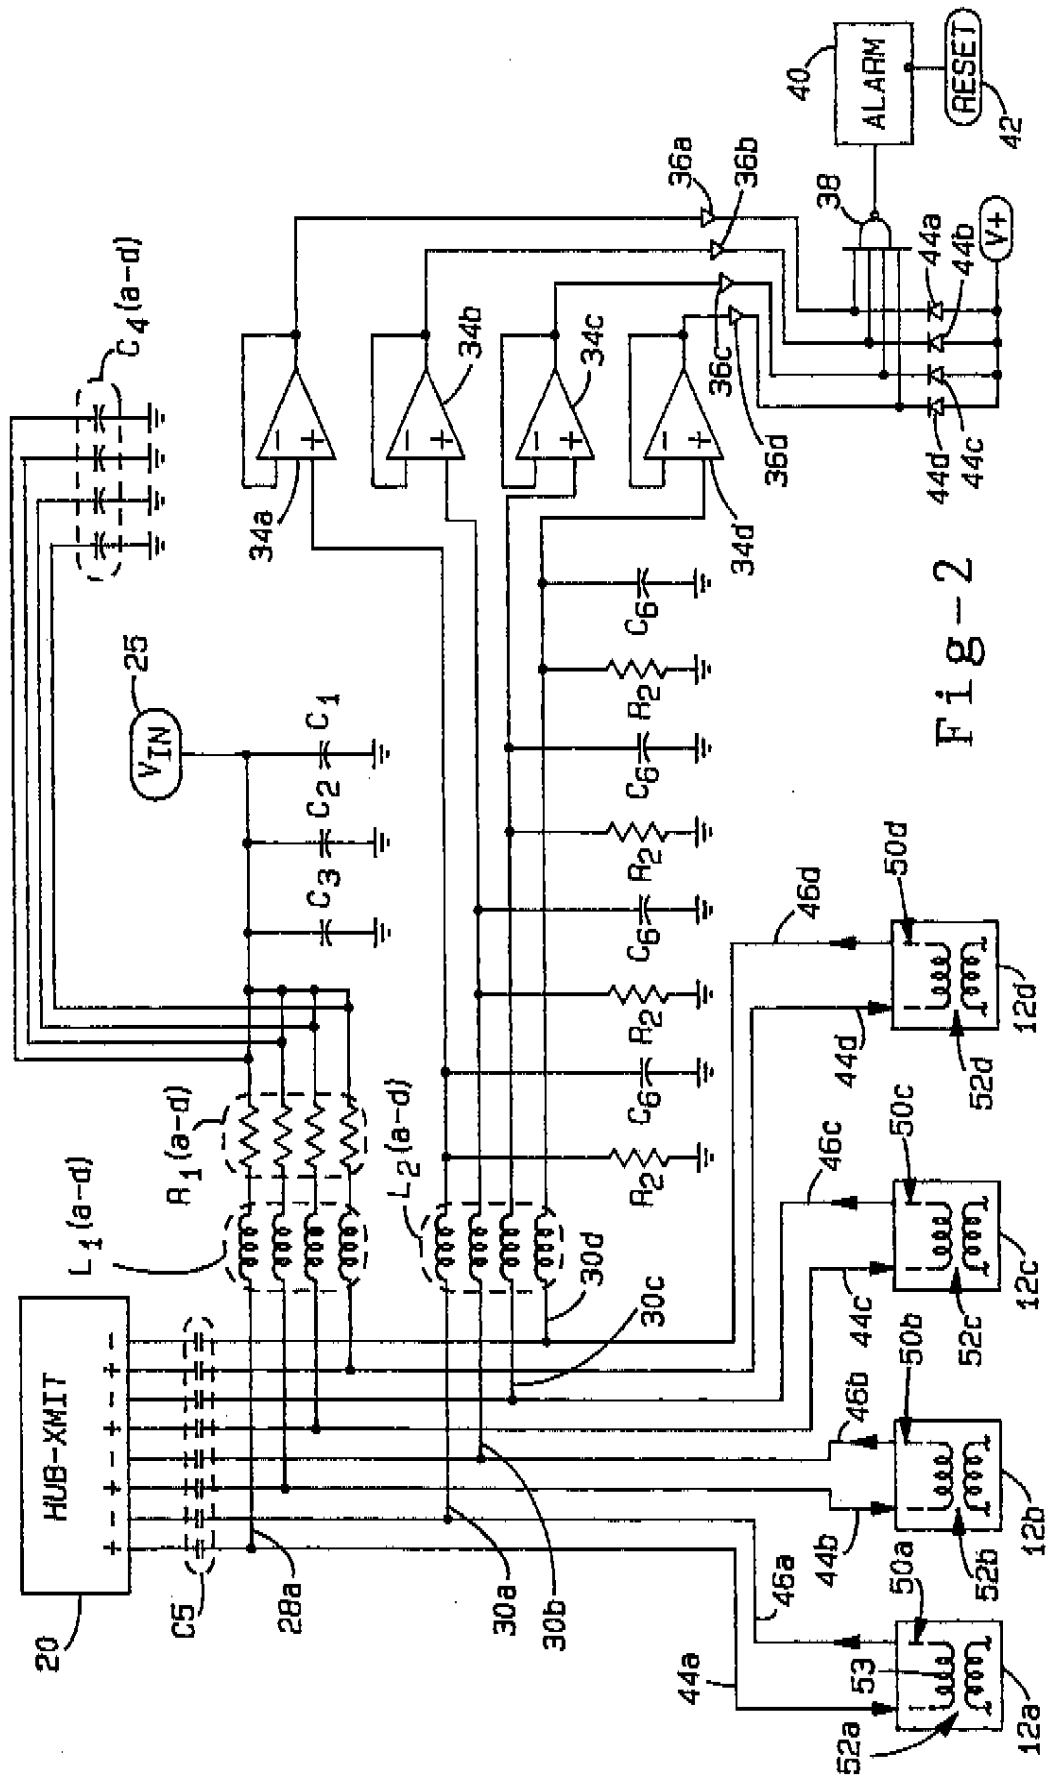 HUB-XMIT
+ - + - + - + -
20
C5
28a
30a
30b
30c
30d
L1(a-d)
R1(a-d)
L2(a-d)
C4(a-d)
VIN
25
C3
C2
C1
R2
C6
R2
C6
R2
C6
R2
C6
34a
34b
34c
34d
- +
- +
- +
- +
36a
36b
36c
36d
38
40
ALARM
RESET
42
V+
44a
44b
44c
44d
44a
46a
44b
46b
44c
46c
44d
46d
50a
50b
50c
50d
53
52a
52b
52c
52d
12a
12b
12c
12d
Fig-2